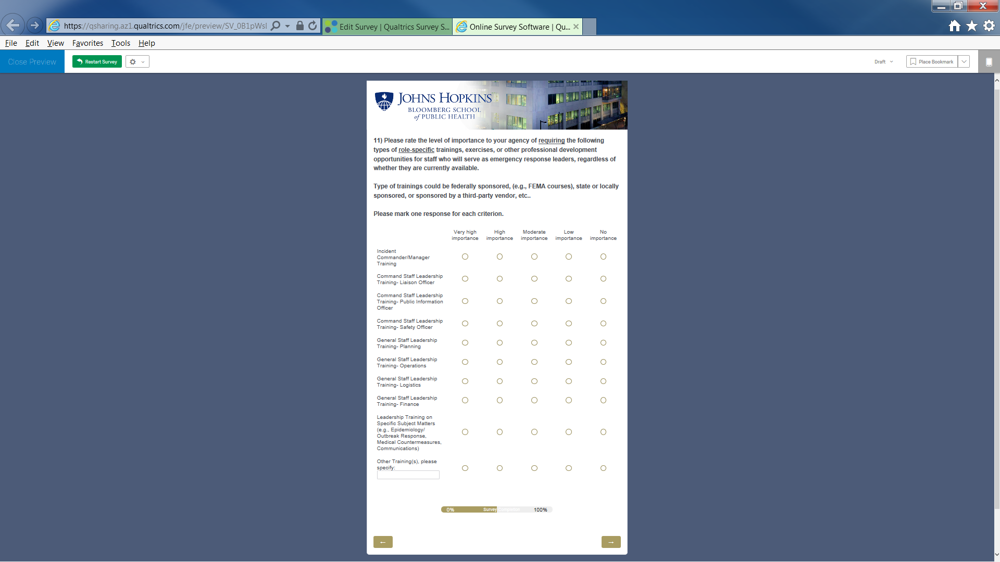 https://qsharing.az1.qualtrics.com/jfe/preview/SV_0B1pWsl
Edit Survey | Qualtrics Survey S...
Online Survey Software | Qu...
File Edit View Favorites Tools Help
Close Preview
Restart Survey
Draft
Place Bookmark
JOHNS HOPKINS
BLOOMBERG SCHOOL
of PUBLIC HEALTH
11) Please rate the level of importance to your agency of requiring the following
types of role-specific trainings, exercises, or other professional development
opportunities for staff who will serve as emergency response leaders, regardless of
whether they are currently available.
Type of trainings could be federally sponsored, (e.g., FEMA courses), state or locally
sponsored, or sponsored by a third-party vendor, etc..
Please mark one response for each criterion.
Very high High Moderate Low No
importance importance importance importance importance
Incident
Commander/Manager
Training
Command Staff Leadership
Training- Liaison Officer
Command Staff Leadership
Training- Public Information
Officer
Command Staff Leadership
Training- Safety Officer
General Staff Leadership
Training- Planning
General Staff Leadership
Training- Operations
General Staff Leadership
Training- Logistics
General Staff Leadership
Training- Finance
Leadership Training on
Specific Subject Matters
(e.g., Epidemiology/
Outbreak Response,
Medical Countermeasures,
Communications)
Other Training(s), please
specify:
0% Survey Completion 100%
← →